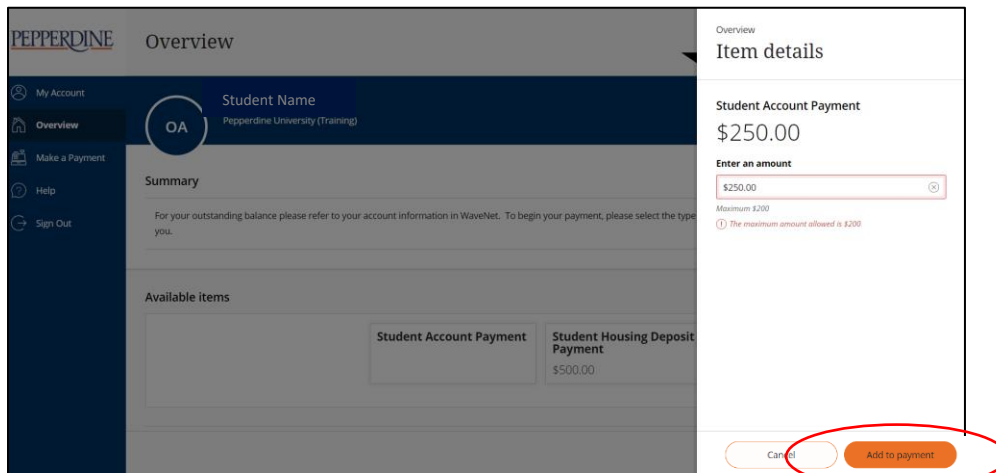 PEPPERDINE
My Account
Overview
Make a Payment
Help
Sign Out
Overview
OA
Student Name
Pepperdine University (Training)
Summary
For your outstanding balance please refer to your account information in WaveNet. To begin your payment, please select the type
you.
Available items
Student Account Payment
Student Housing Deposit
Payment
$500.00
Overview
Item details
Student Account Payment
$250.00
Enter an amount
$250.00
Maximum $200
The maximum amount allowed is $200
Cancel
Add to payment